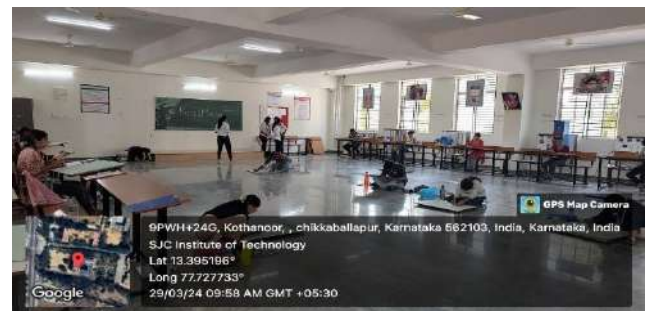 GPS Map Camera
9PWH+24G, Kothanoor, , chikkaballapur, Karnataka 562103, India, Karnataka, India
SJC Institute of Technology
Lat 13.395196°
Long 77.727733°
29/03/24 09:58 AM GMT +05:30
Google